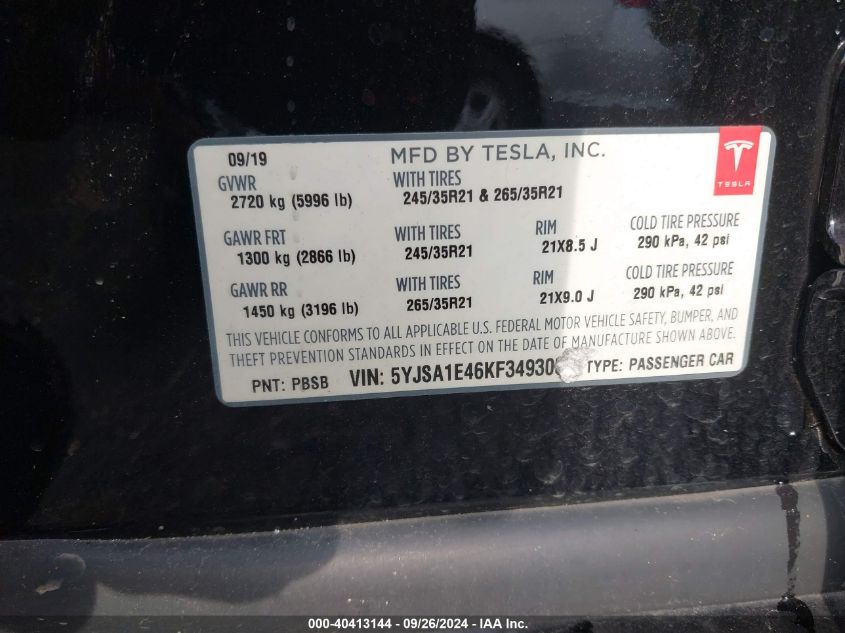 09/19 MFD BY TESLA, INC.
TESLA
GVWR WITH TIRES
2720 kg (5996 lb) 245/35R21 & 265/35R21
GAWR FRT WITH TIRES RIM COLD TIRE PRESSURE
1300 kg (2866 lb) 245/35R21 21X8.5 J 290 kPa, 42 psi
GAWR RR WITH TIRES RIM COLD TIRE PRESSURE
1450 kg (3196 lb) 265/35R21 21X9.0 J 290 kPa, 42 psi
THIS VEHICLE CONFORMS TO ALL APPLICABLE U.S. FEDERAL MOTOR VEHICLE SAFETY, BUMPER, AND
THEFT PREVENTION STANDARDS IN EFFECT ON THE DATE OF MANUFACTURE SHOWN ABOVE.
PNT: PBSB VIN: TYPE: PASSENGER CAR
000-40413144 - 09/26/2024 - IAA Inc.